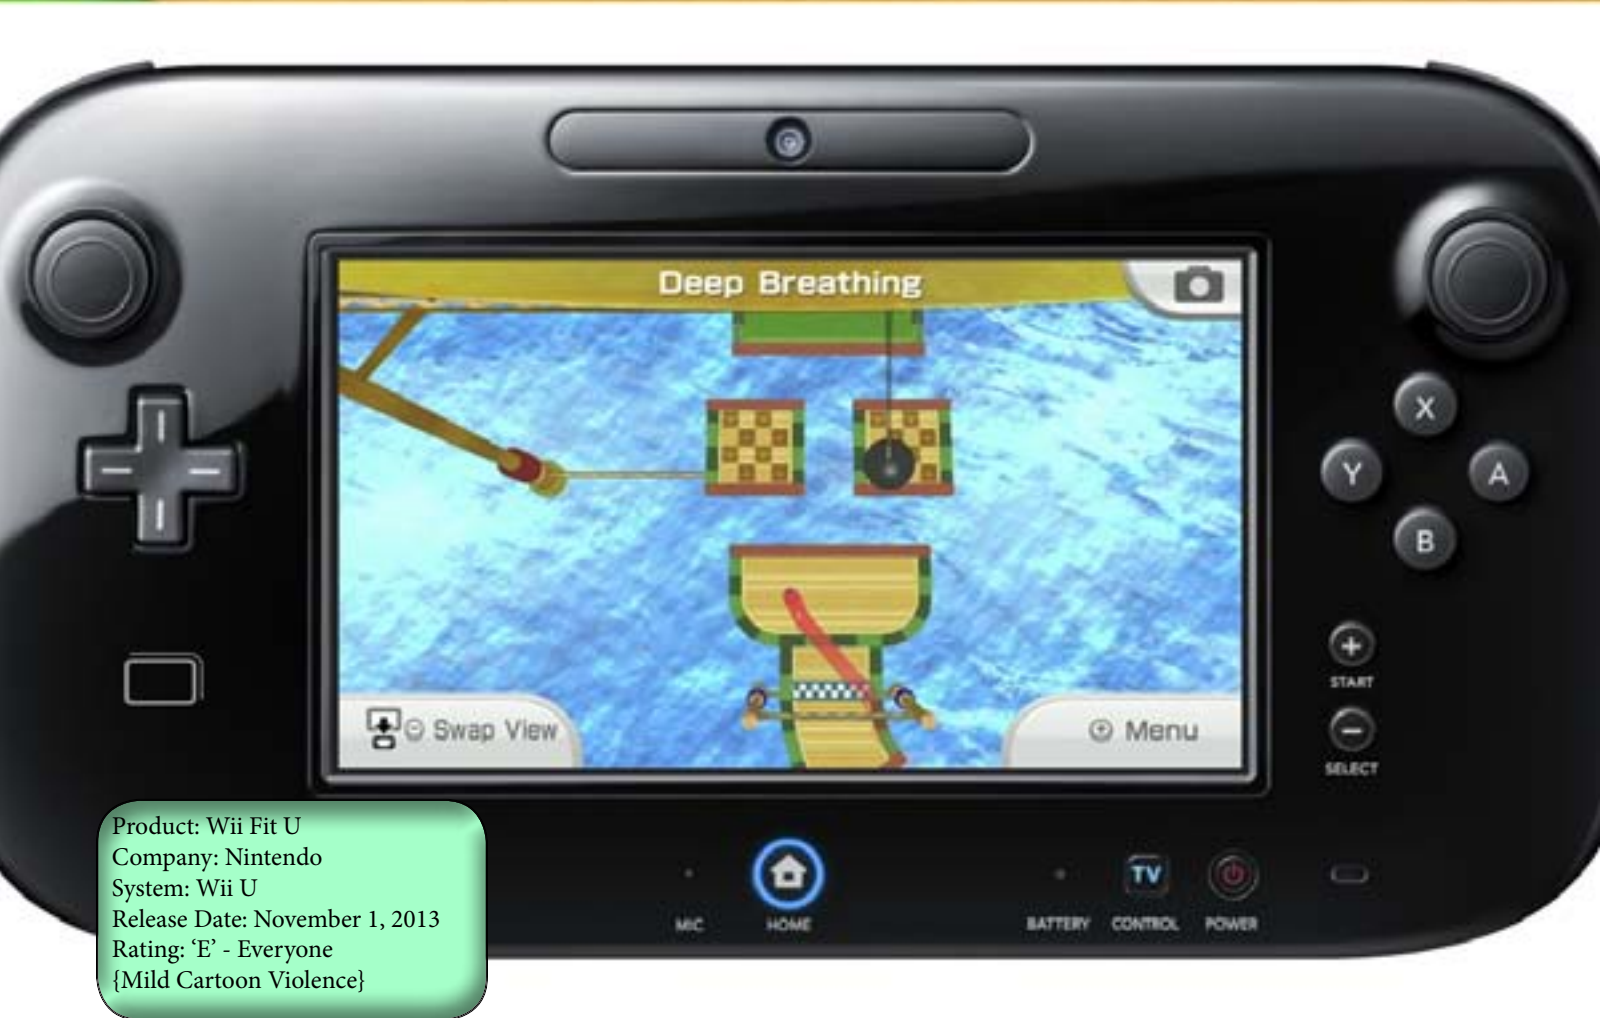 Deep Breathing
Swap View
Menu
X
Y
A
B
START
SELECT
MIC
HOME
BATTERY
TV
CONTROL
POWER
Product: Wii Fit U
Company: Nintendo
System: Wii U
Release Date: November 1, 2013
Rating: ‘E’ - Everyone
{Mild Cartoon Violence}